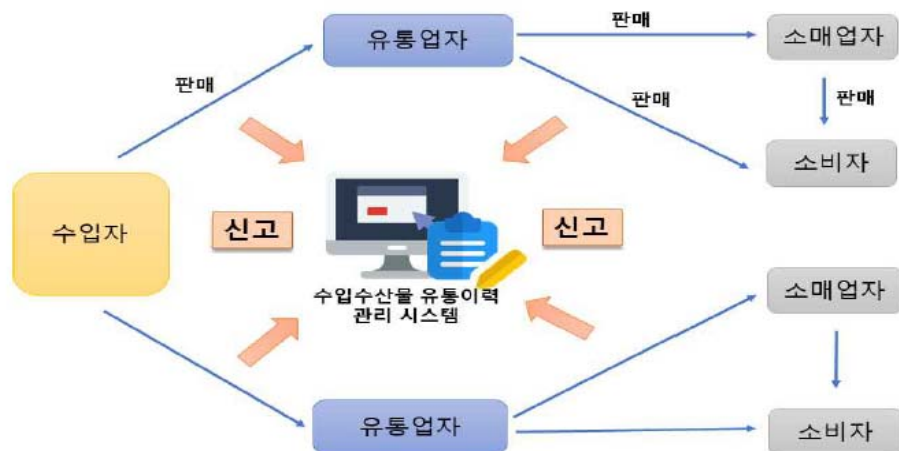 판매
유통업자
소매업자
판매
판매
판매
소비자
수입자
신고
신고
수입수산물 유통이력
관리 시스템
소매업자
유통업자
소비자